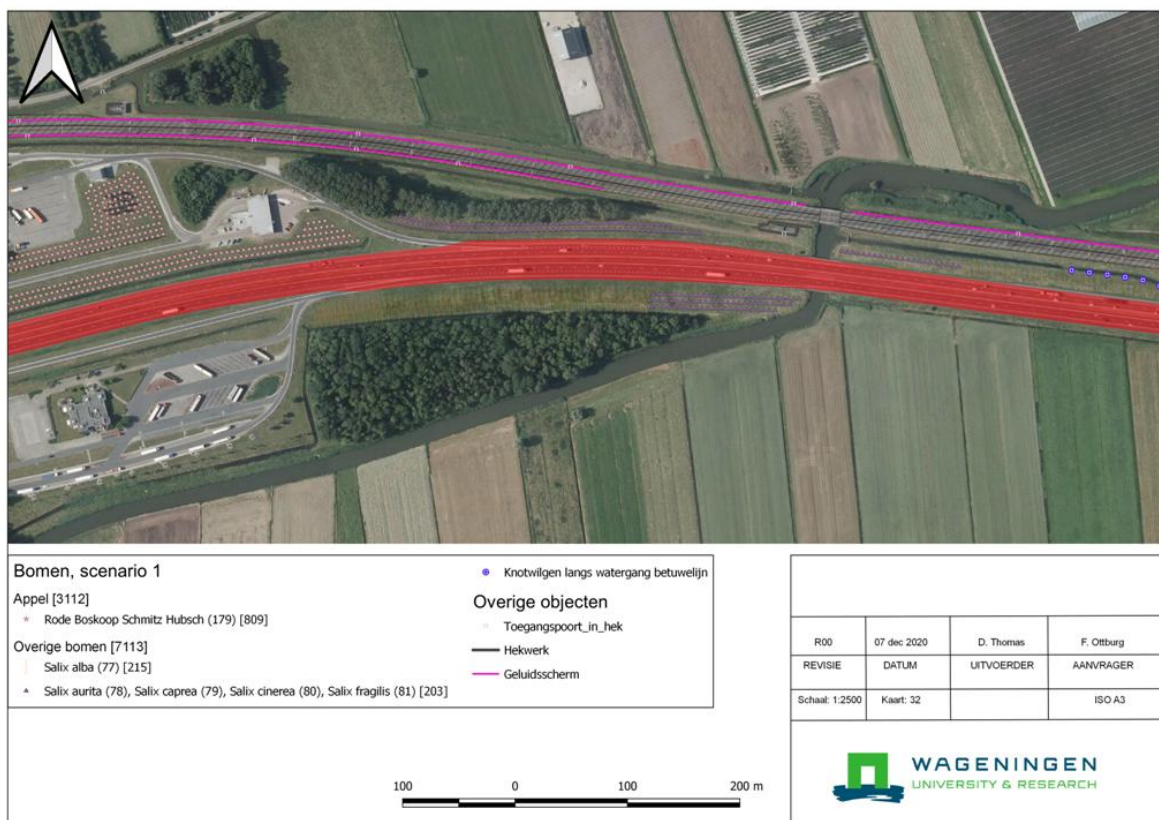 Bomen, scenario 1
Appel [3112]
Rode Boskoop Schmitz Hubsch (179) [809]
Overige bomen [7113]
Salix alba (77) [215]
Salix aurita (78), Salix caprea (79), Salix cinerea (80), Salix fragilis (81) [203]
Knotwilgen langs watergang betuwelijn
Overige objecten
Toegangspoort_in_hek
Hekwerk
Geluidsscherm
R00 07 dec 2020 D. Thomas F. Ottburg
REVISIE DATUM UITVOERDER AANVRAGER
Schaal: 1:2500 Kaart: 32 ISO A3
100 0 100 200 m
WAGENINGEN
UNIVERSITY & RESEARCH